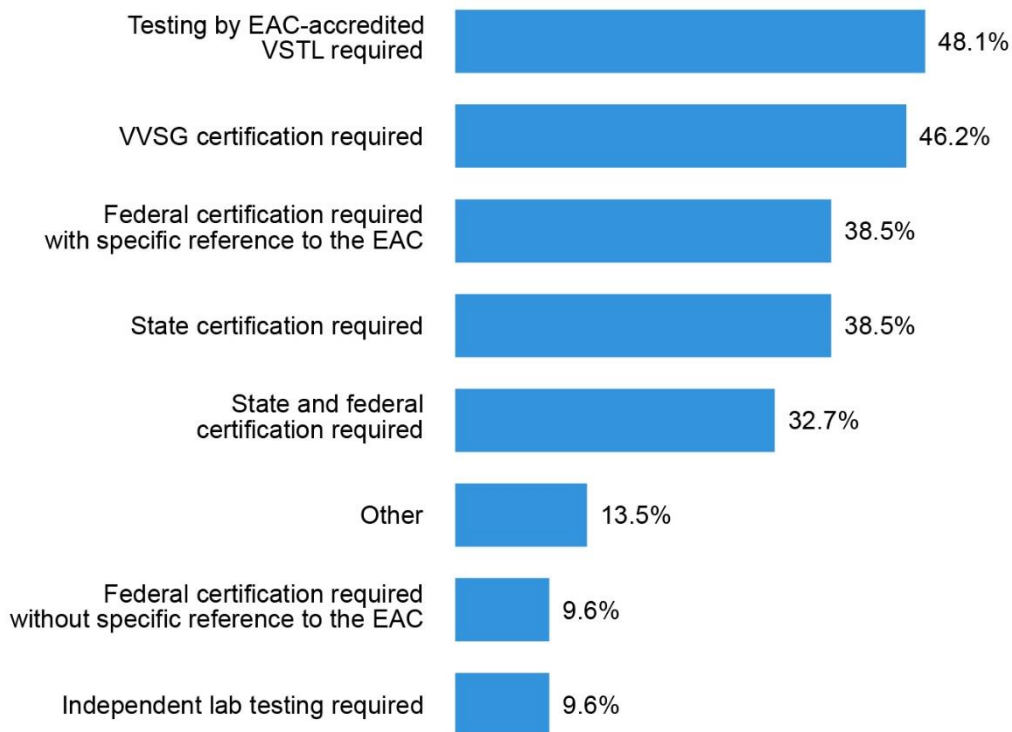 Testing by EAC-accredited
VSTL required
48.1%
VVSG certification required
46.2%
Federal certification required
with specific reference to the EAC
38.5%
State certification required
38.5%
State and federal
certification required
32.7%
Other
13.5%
Federal certification required
without specific reference to the EAC
9.6%
Independent lab testing required
9.6%